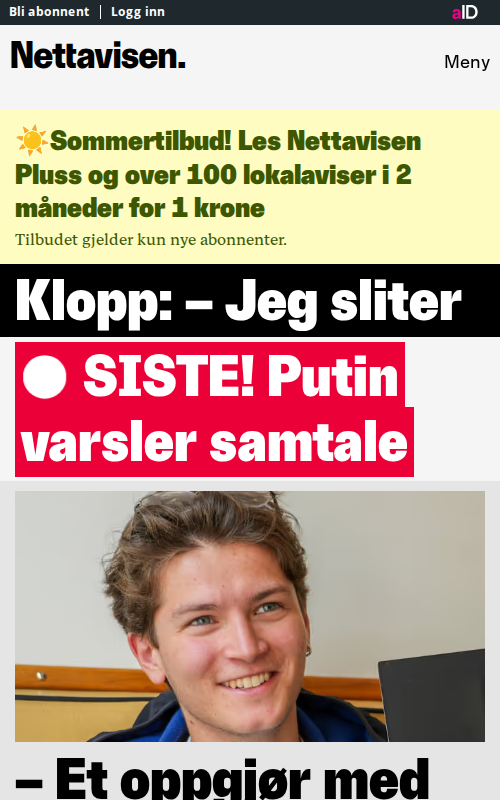 Bli abonnent | Logg inn
aID
Nettavisen.
Meny
☀️Sommertilbud! Les Nettavisen
Pluss og over 100 lokalaviser i 2
måneder for 1 krone
Tilbudet gjelder kun nye abonnenter.
Klopp: – Jeg sliter
SISTE! Putin
varsler samtale
– Et oppgjør med